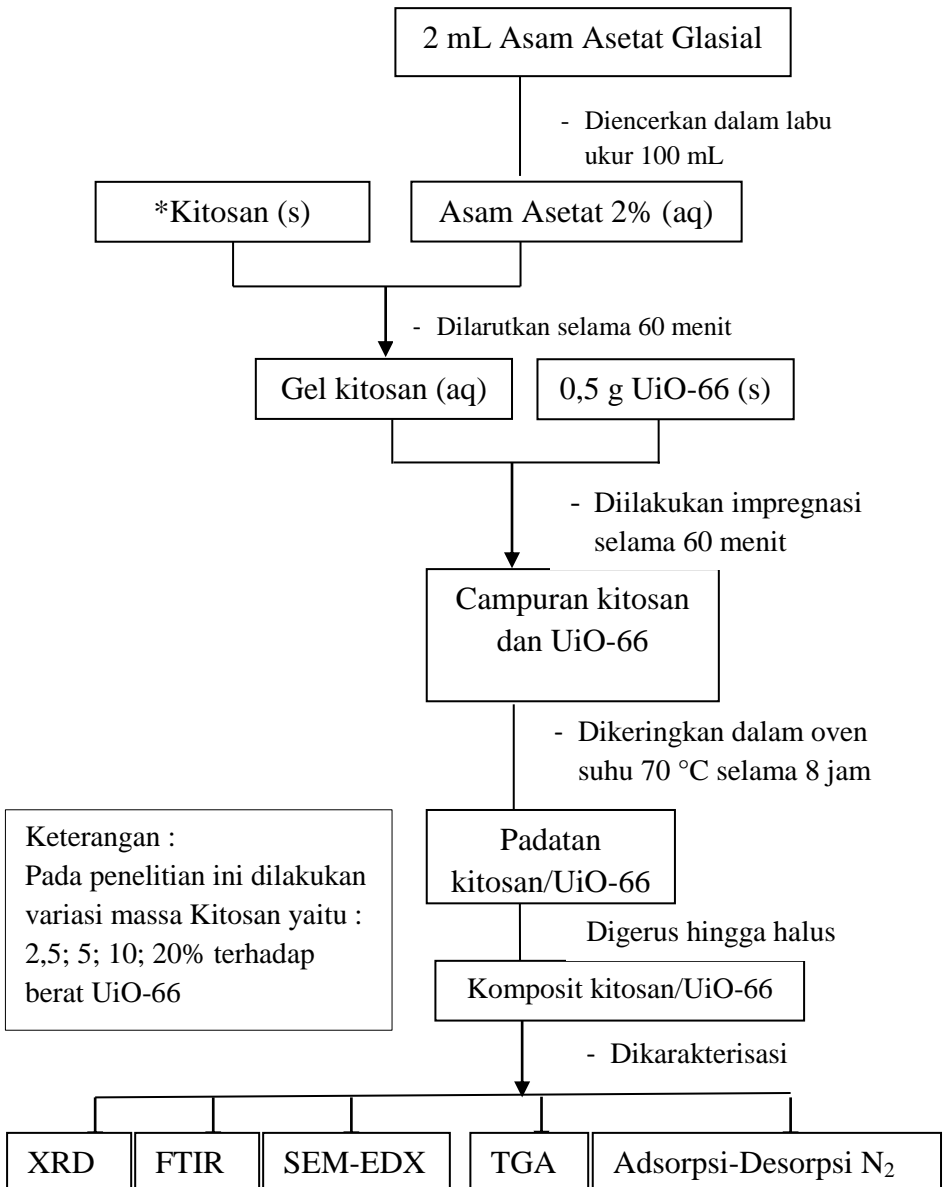 2 mL Asam Asetat Glasial
- Diencerkan dalam labu
ukur 100 mL
*Kitosan (s)
Asam Asetat 2% (aq)
- Dilarutkan selama 60 menit
Gel kitosan (aq)
0,5 g UiO-66 (s)
- Diilakukan impregnasi
selama 60 menit
Campuran kitosan
dan UiO-66
- Dikeringkan dalam oven
suhu 70 °C selama 8 jam
Keterangan :
Pada penelitian ini dilakukan
variasi massa Kitosan yaitu :
2,5; 5; 10; 20% terhadap
berat UiO-66
Padatan
kitosan/UiO-66
Digerus hingga halus
Komposit kitosan/UiO-66
- Dikarakterisasi
XRD
FTIR
SEM-EDX
TGA
Adsorpsi-Desorpsi N₂